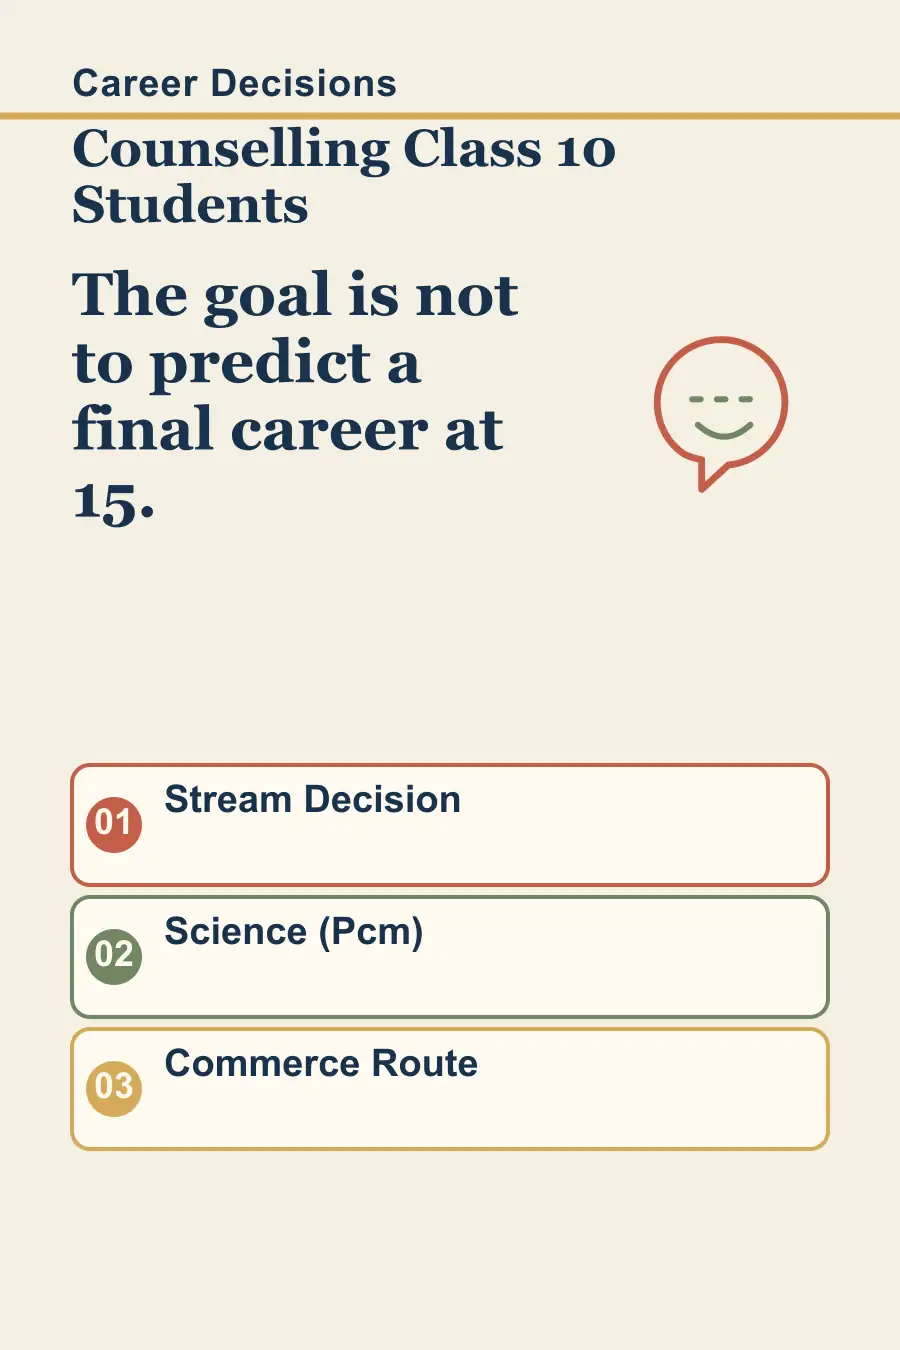 Career Decisions
Counselling Class 10
Students
The goal is not
to predict a
final career at
15.
01
Stream Decision
02
Science (Pcm)
03
Commerce Route